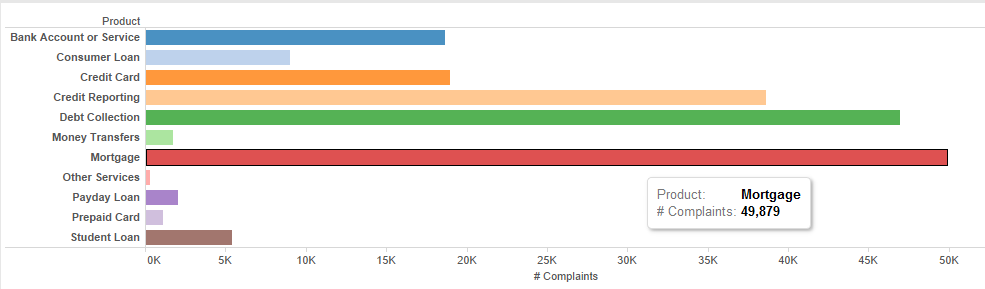 Product
Bank Account or Service
Consumer Loan
Credit Card
Credit Reporting
Debt Collection
Money Transfers
Mortgage
Other Services
Payday Loan
Prepaid Card
Student Loan
Product: Mortgage
# Complaints: 49,879
0K 5K 10K 15K 20K 25K 30K 35K 40K 45K 50K
# Complaints